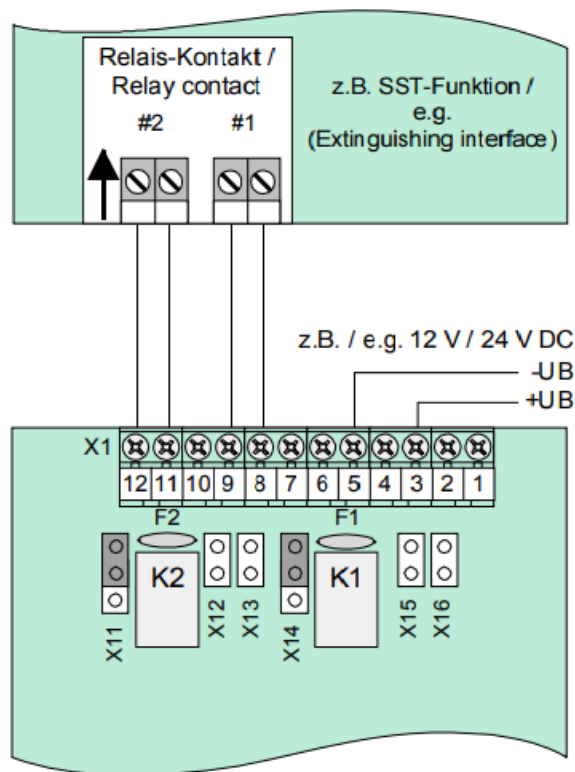 Relais-Kontakt /
Relay contact
#2 #1
z.B. SST-Funktion /
e.g.
(Extinguishing interface)
z.B. / e.g. 12 V / 24 V DC
-UB
+UB
X1
12 11 10 9 8 7 6 5 4 3 2 1
F2 F1
K2 K1
X11 X12 X13 X14 X15 X16